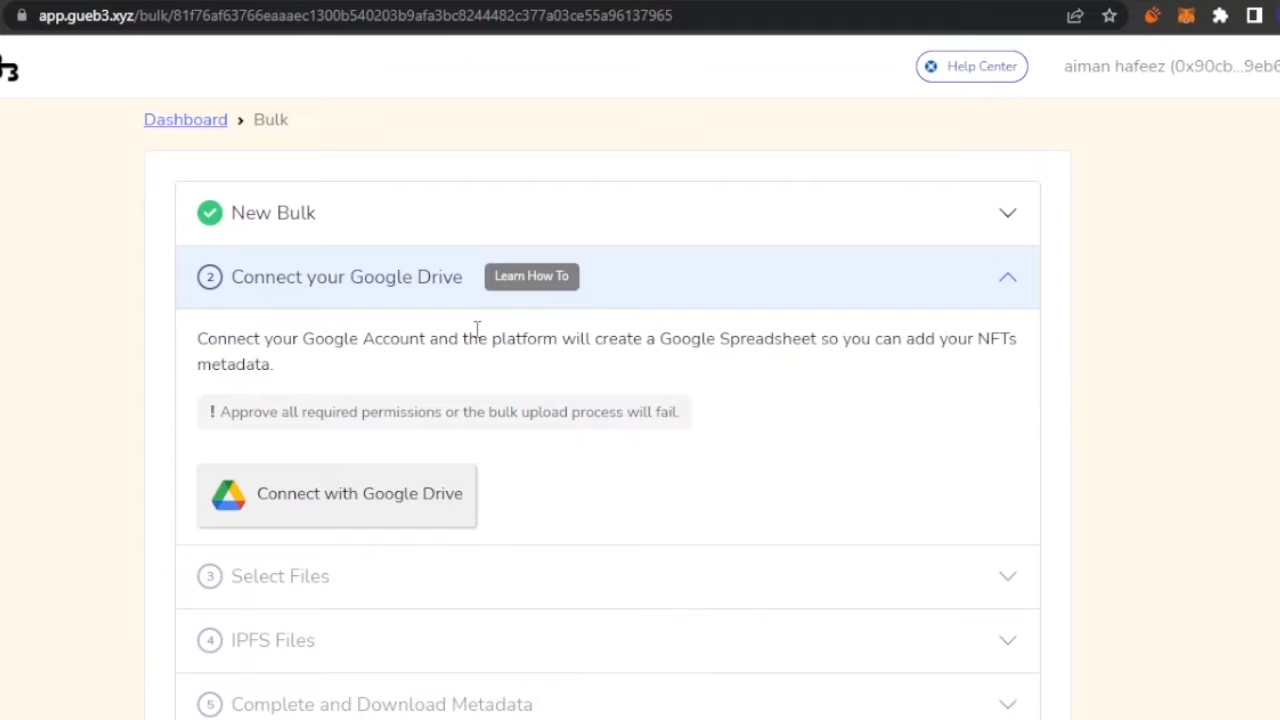 app.gueb3.xyz/bulk/81f76af63766eaaaec1300b540203b9afa3bc8244482c377a03ce55a96137965
Help Center
aiman hafeez (0x90cb...9eb6
Dashboard › Bulk
New Bulk
2 Connect your Google Drive Learn How To
Connect your Google Account and the platform will create a Google Spreadsheet so you can add your NFTs
metadata.
! Approve all required permissions or the bulk upload process will fail.
Connect with Google Drive
3 Select Files
4 IPFS Files
5 Complete and Download Metadata